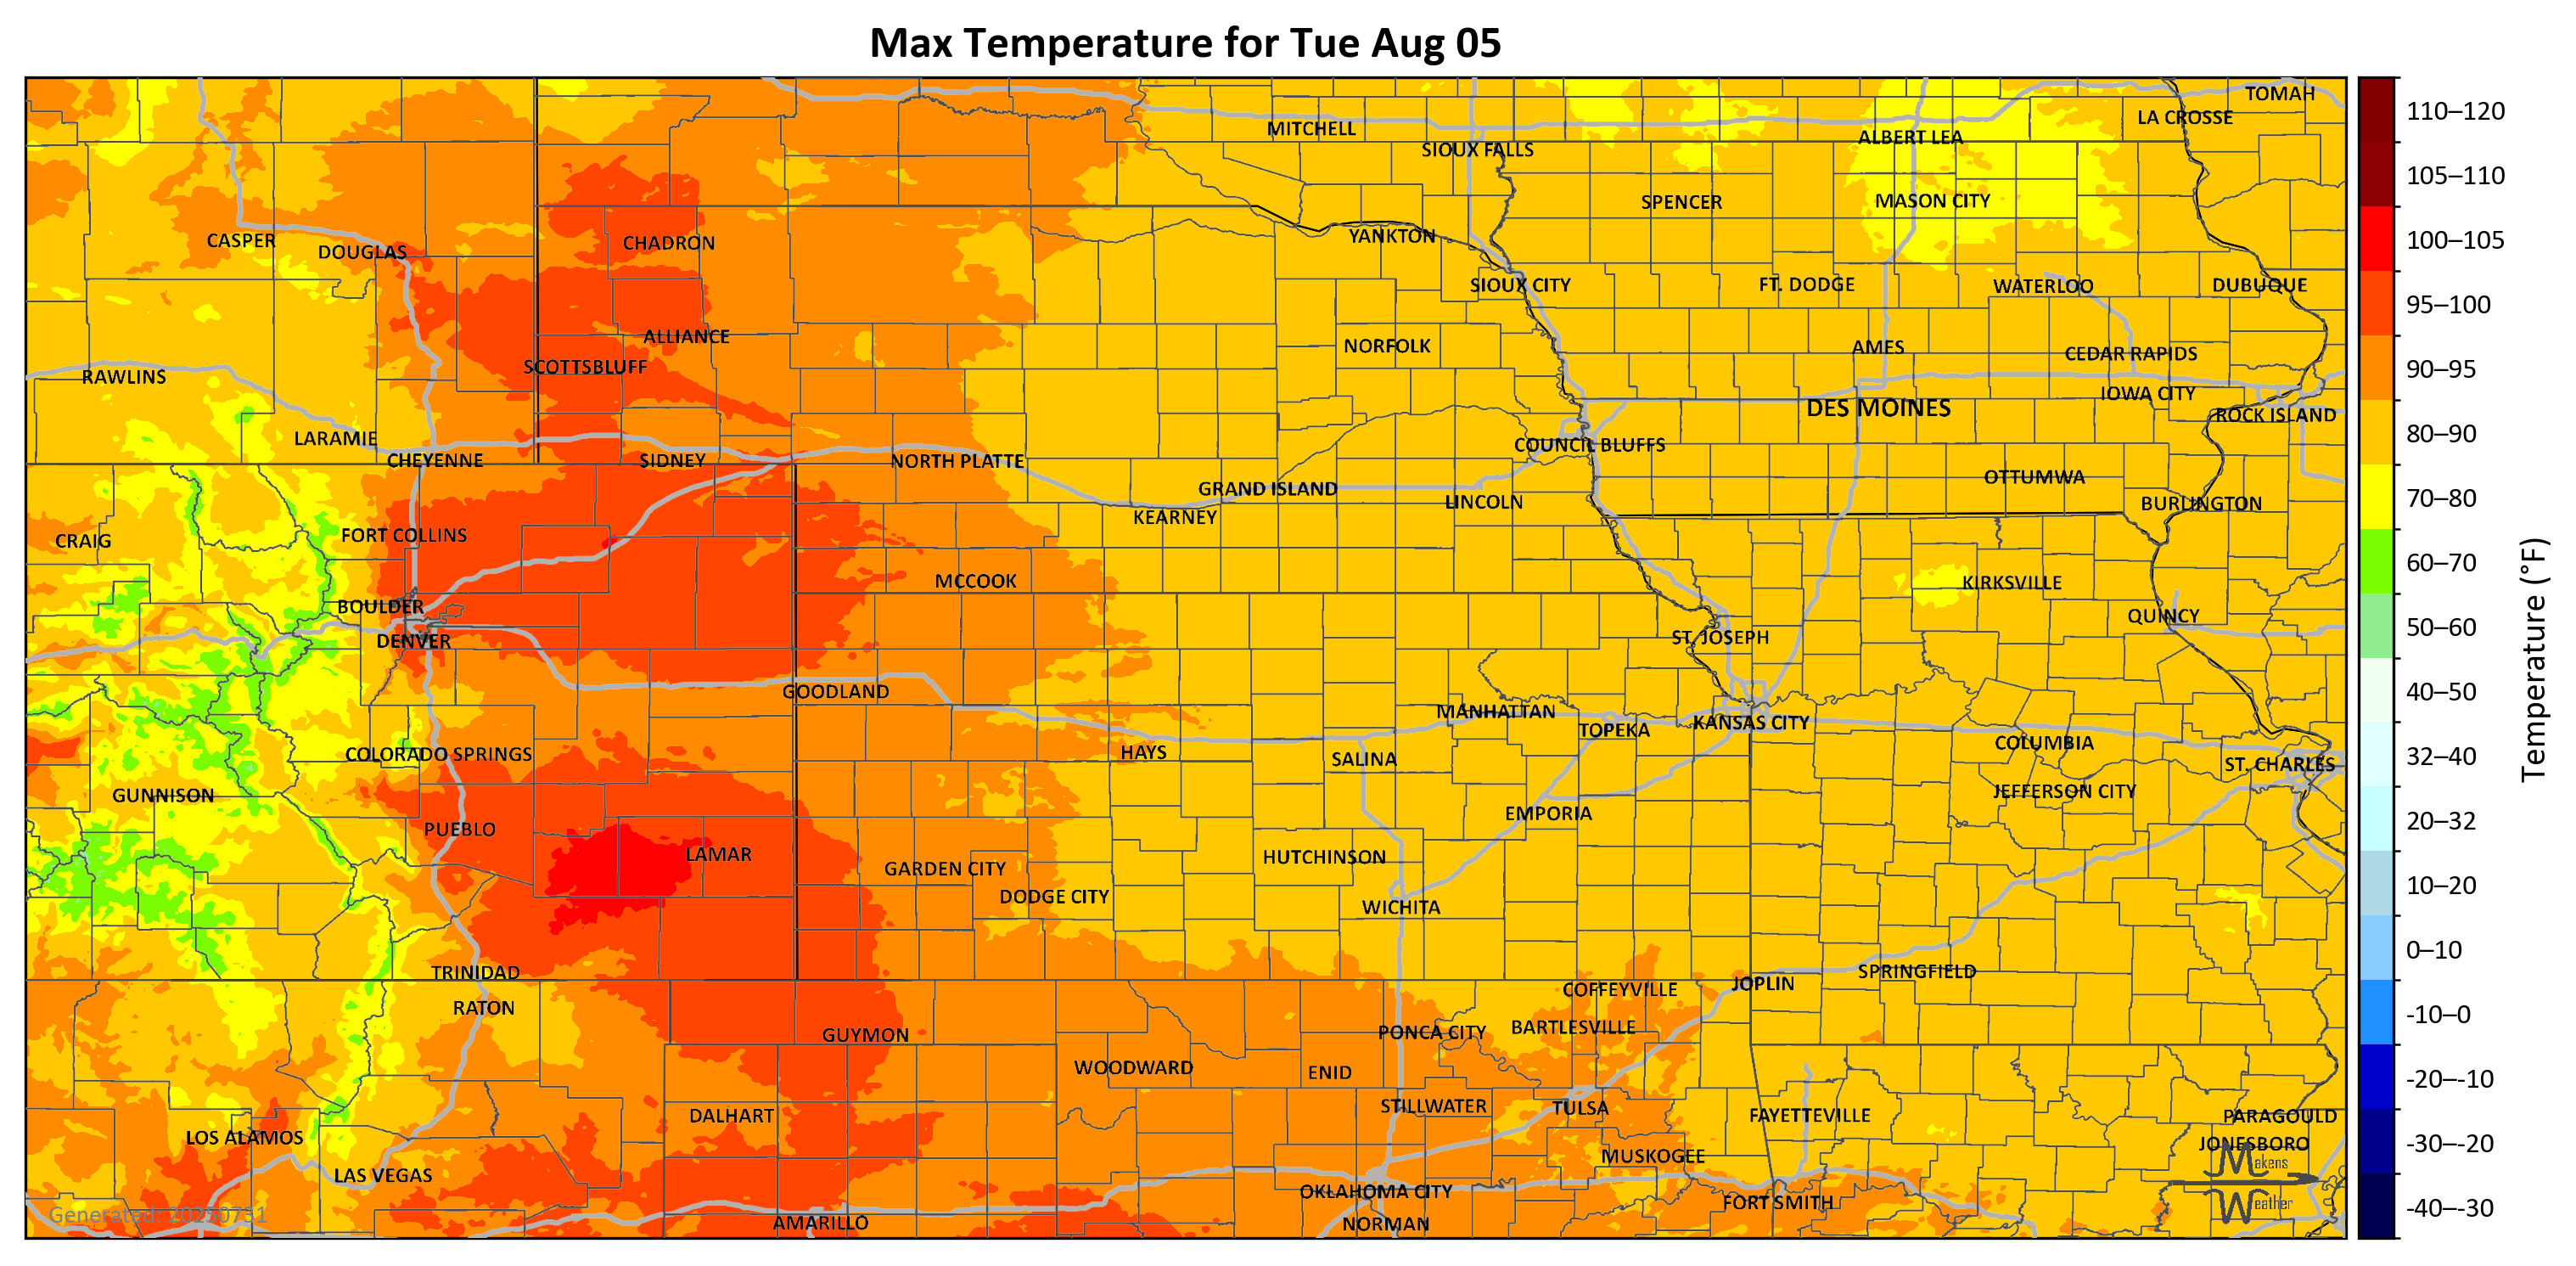 Max Temperature for Tue Aug 05
TOMAH
LA CROSSE
MITCHELL
ALBERT LEA
SIOUX FALLS
SPENCER
MASON CITY
CASPER
DOUGLAS
CHADRON
YANKTON
SIOUX CITY
FT. DODGE
WATERLOO
DUBUQUE
ALLIANCE
NORFOLK
AMES
CEDAR RAPIDS
SCOTTSBLUFF
RAWLINS
IOWA CITY
DES MOINES
ROCK ISLAND
LARAMIE
COUNCIL BLUFFS
CHEYENNE
SIDNEY
NORTH PLATTE
OTTUMWA
GRAND ISLAND
LINCOLN
BURLINGTON
KEARNEY
FORT COLLINS
CRAIG
MCCOOK
KIRKSVILLE
BOULDER
QUINCY
DENVER
ST. JOSEPH
GOODLAND
MANHATTAN
KANSAS CITY
TOPEKA
COLUMBIA
COLORADO SPRINGS
HAYS
SALINA
ST. CHARLES
GUNNISON
JEFFERSON CITY
EMPORIA
PUEBLO
LAMAR
HUTCHINSON
GARDEN CITY
DODGE CITY
WICHITA
TRINIDAD
SPRINGFIELD
JOPLIN
COFFEYVILLE
RATON
GUYMON
PONCA CITY
BARTLESVILLE
WOODWARD
ENID
STILLWATER
TULSA
DALHART
FAYETTEVILLE
PARAGOULD
LOS ALAMOS
JONESBORO
MUSKOGEE
LAS VEGAS
OKLAHOMA CITY
FORT SMITH
AMARILLO
NORMAN
Generated: 20250731
Makens
Weather
110–120
105–110
100–105
95–100
90–95
80–90
70–80
60–70
50–60
40–50
32–40
20–32
10–20
0–10
-10–0
-20–-10
-30–-20
-40–-30
Temperature (°F)